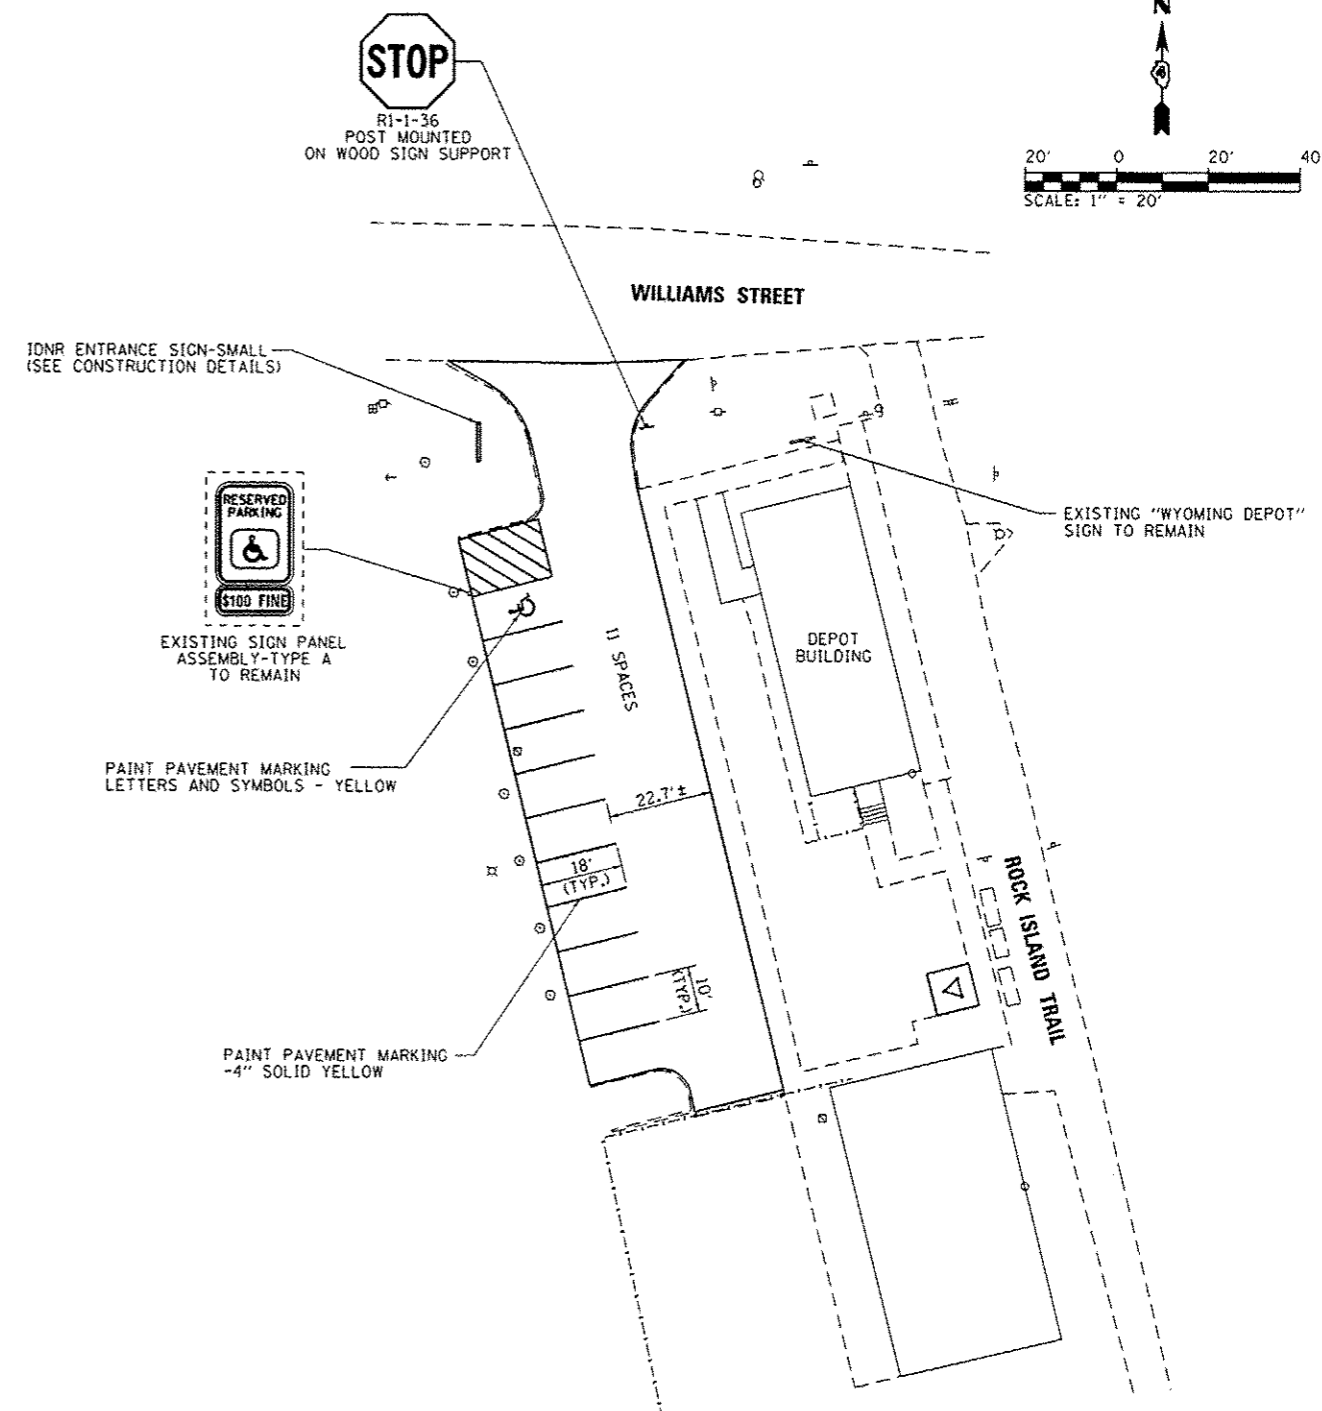 N
STOP
R1-1-36
POST MOUNTED
ON WOOD SIGN SUPPORT
20' 0 20' 40
SCALE: 1" = 20'
WILLIAMS STREET
IDNR ENTRANCE SIGN-SMALL
(SEE CONSTRUCTION DETAILS)
RESERVED
PARKING
$100 FINE
EXISTING SIGN PANEL
ASSEMBLY-TYPE A
TO REMAIN
EXISTING "WYOMING DEPOT"
SIGN TO REMAIN
DEPOT
BUILDING
11 SPACES
PAINT PAVEMENT MARKING
LETTERS AND SYMBOLS - YELLOW
22.7'±
18'
(TYP.)
10'
(TYP.)
ROCK ISLAND TRAIL
PAINT PAVEMENT MARKING
-4" SOLID YELLOW